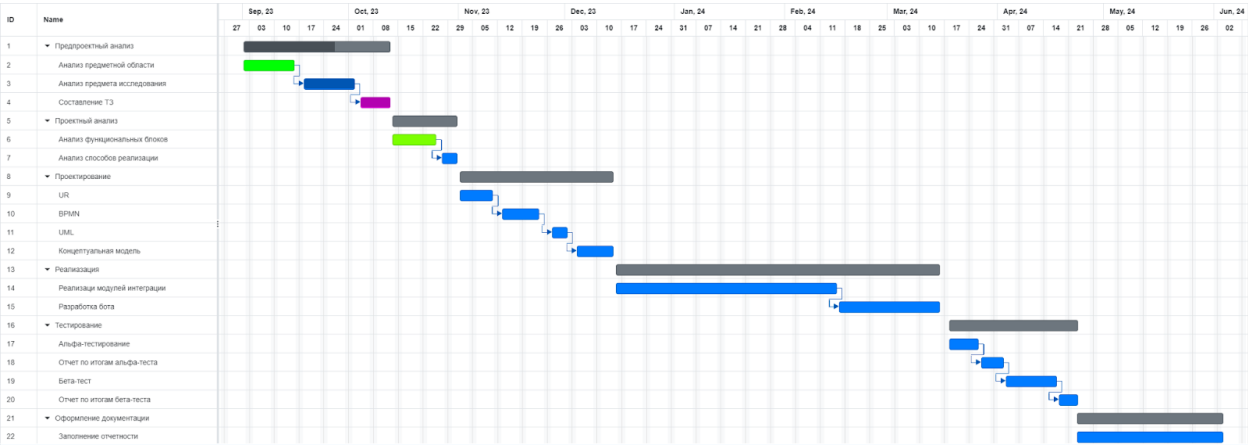 ID Name Sep, 23 Oct, 23 Nov, 23 Dec, 23 Jan, 24 Feb, 24 Mar, 24 Apr, 24 May, 24 Jun, 24
27 03 10 17 24 01 08 15 22 29 05 12 19 26 03 10 17 24 31 07 14 21 28 04 11 18 25 03 10 17 24 31 07 14 21 28 05 12 19 26 02
1 Предпроектный анализ
2 Анализ предметной области
3 Анализ предмета исследования
4 Составление ТЗ
5 Проектный анализ
6 Анализ функциональных блоков
7 Анализ способов реализации
8 Проектирование
9 UR
10 BPMN
11 UML
12 Концептуальная модель
13 Реалиазация
14 Реализаци модулей интеграции
15 Разработка бота
16 Тестирование
17 Альфа-тестирование
18 Отчет по итогам альфа-теста
19 Бета-тест
20 Отчет по итогам бета-теста
21 Оформление документации
22 Заполнение отчетности